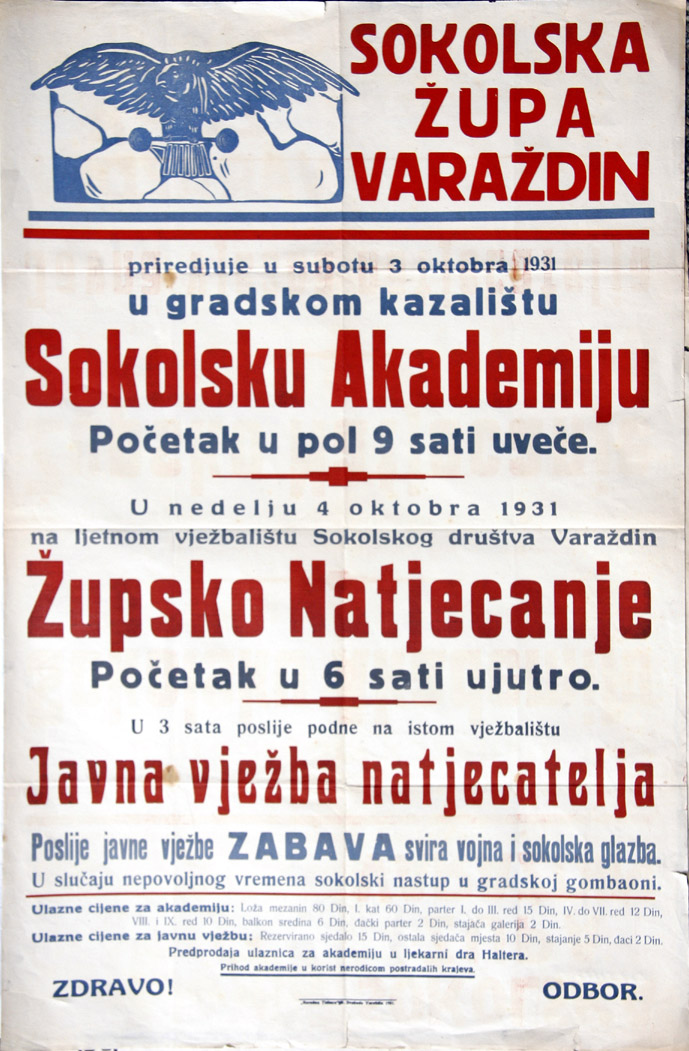 SOKOLSKA
ŽUPA
VARAŽDIN
priredjuje u subotu 3 oktobra 1931
u gradskom kazalištu
Sokolsku Akademiju
Početak u pol 9 sati uveče.
U nedelju 4 oktobra 1931
na ljetnom vježbalištu Sokolskog društva Varaždin
Župsko Natjecanje
Početak u 6 sati ujutro.
U 3 sata poslije podne na istom vježbalištu
Javna vježba natjecatelja
Poslije javne vježbe ZABAVA svira vojna i sokolska glazba.
U slučaju nepovoljnog vremena sokolski nastup u gradskoj gombaoni.
Ulazne cijene za akademiju: Loža mezanin 80 Din, I. kat 60 Din, parter I. do III. red 15 Din, IV. do VII. red 12 Din,
VIII. i IX. red 10 Din, balkon sredina 6 Din, đački parter 2 Din, stajaća galerija 2 Din.
Ulazne cijene za javnu vježbu: Rezervirano sjedalo 15 Din, ostala sjedaća mjesta 10 Din, stajanje 5 Din, đaci 2 Din.
Predprodaja ulaznica za akademiju u ljekarni dra Haltera.
Prihod akademije u korist nerodicom postradalih krajeva.
ZDRAVO!
ODBOR.